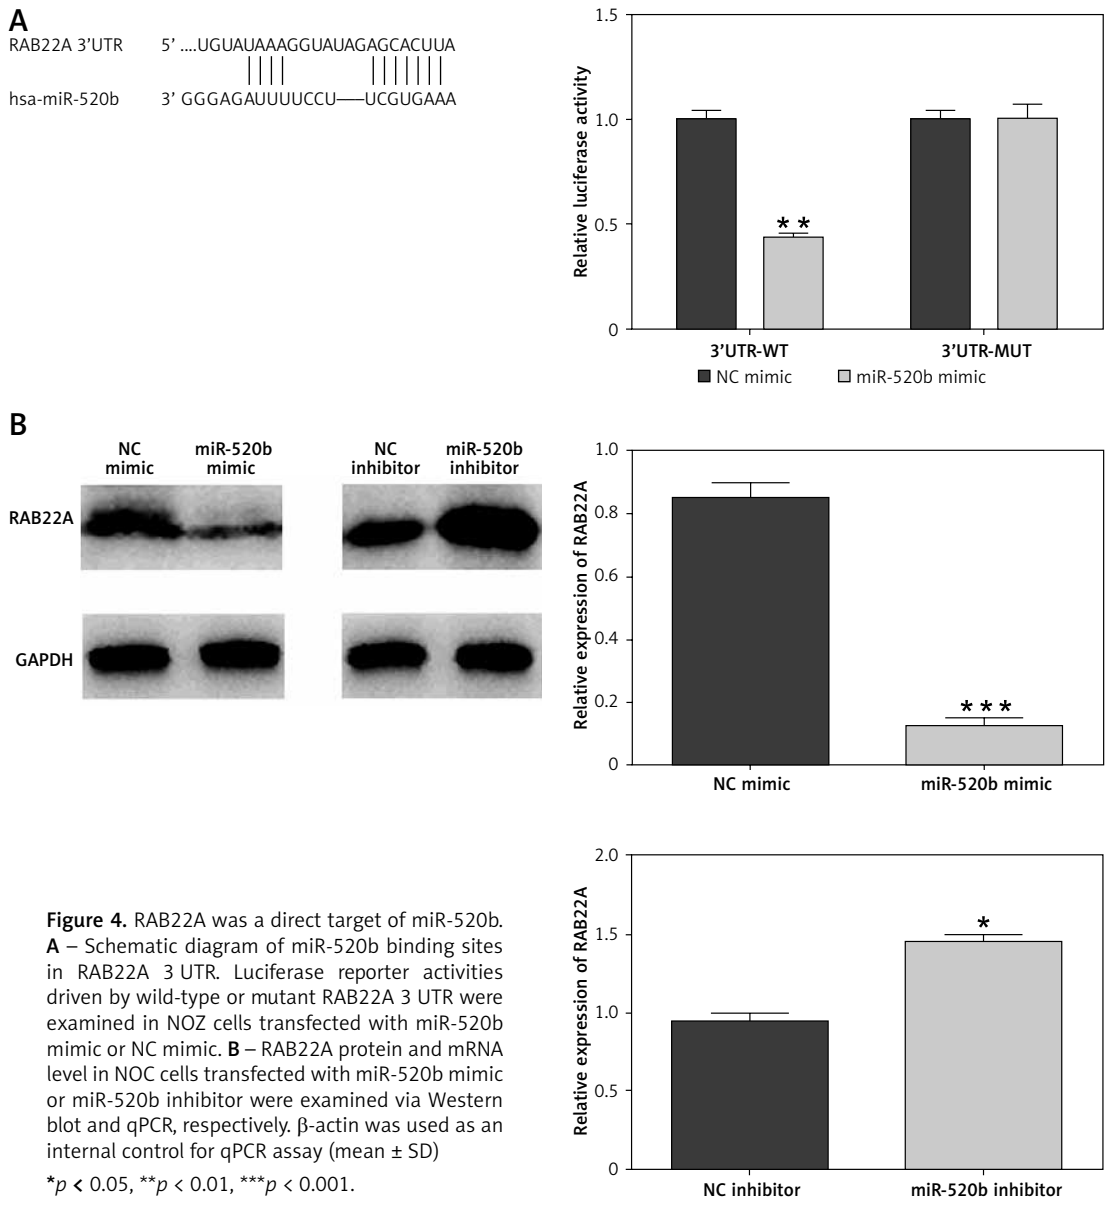 A
RAB22A 3’UTR 5’ ....UGUAUAAAGGUAUAGAGCACUUA
hsa-miR-520b 3’ GGGAGAUUUUCCU──UCGUGAAA
Relative luciferase activity
1.5
1.0
0.5
0
* *
3’UTR-WT 3’UTR-MUT
NC mimic miR-520b mimic
B
NC mimic
miR-520b mimic
NC inhibitor
miR-520b inhibitor
RAB22A
GAPDH
Relative expression of RAB22A
1.0
0.8
0.6
0.4
0.2
0
* * *
NC mimic miR-520b mimic
Relative expression of RAB22A
2.0
1.5
1.0
0.5
0
*
NC inhibitor miR-520b inhibitor
Figure 4. RAB22A was a direct target of miR-520b.
A – Schematic diagram of miR-520b binding sites
in RAB22A 3 UTR. Luciferase reporter activities
driven by wild-type or mutant RAB22A 3 UTR were
examined in NOZ cells transfected with miR-520b
mimic or NC mimic. B – RAB22A protein and mRNA
level in NOC cells transfected with miR-520b mimic
or miR-520b inhibitor were examined via Western
blot and qPCR, respectively. β-actin was used as an
internal control for qPCR assay (mean ± SD)
*p < 0.05, **p < 0.01, ***p < 0.001.